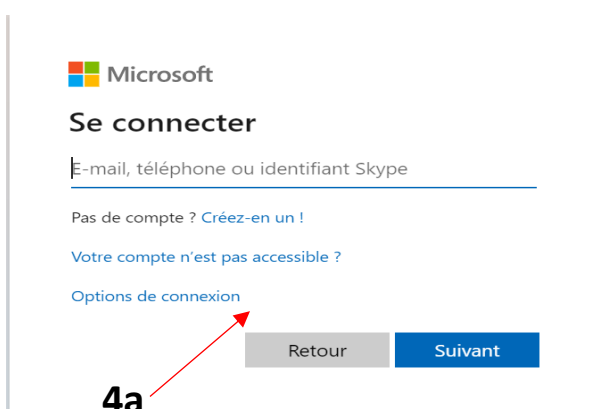 Microsoft
Se connecter
E-mail, téléphone ou identifiant Skype
Pas de compte ? Créez-en un !
Votre compte n'est pas accessible ?
Options de connexion
Retour Suivant
4a